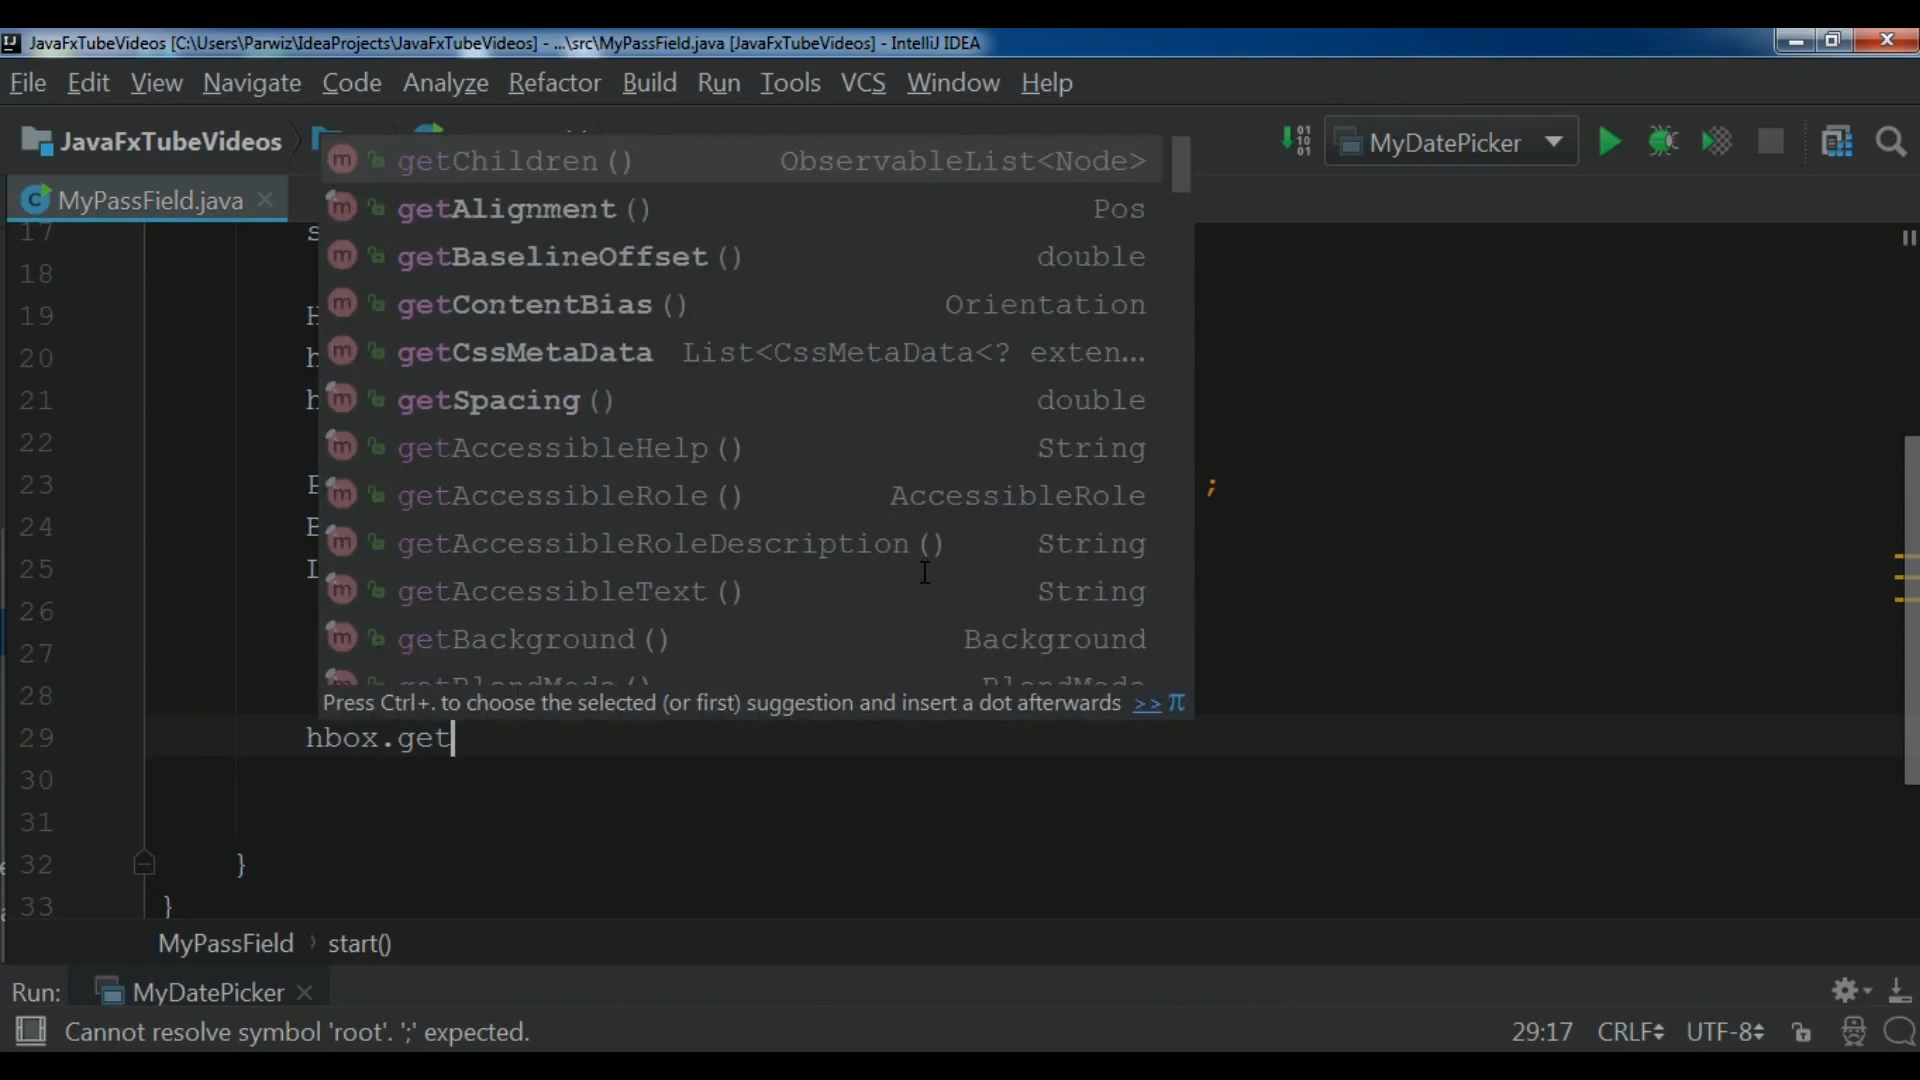 JavaFxTubeVideos [C:\Users\Parwiz\IdeaProjects\JavaFxTubeVideos] - ...\src\MyPassField.java [JavaFxTubeVideos] - IntelliJ IDEA
File Edit View Navigate Code Analyze Refactor Build Run Tools VCS Window Help
JavaFxTubeVideos MyDatePicker
MyPassField.java
getChildren() ObservableList<Node>
getAlignment() Pos
getBaselineOffset() double
getContentBias() Orientation
getCssMetaData List<CssMetaData<? exten...
getSpacing() double
getAccessibleHelp() String
getAccessibleRole() AccessibleRole
getAccessibleRoleDescription() String
getAccessibleText() String
getBackground() Background
getBlendMode() BlendMode
Press Ctrl+. to choose the selected (or first) suggestion and insert a dot afterwards >> π
17 s
18
19 H
20 h
21 h
22
23 ;
24
25
26
27
28
29 hbox.get
30
31
32 }
33 }
MyPassField › start()
Run: MyDatePicker
Cannot resolve symbol 'root'. ';' expected. 29:17 CRLF UTF-8